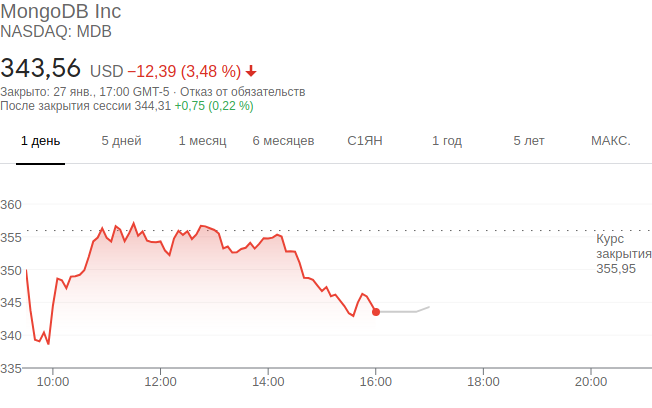 MongoDB Inc
NASDAQ: MDB
343,56 USD −12,39 (3,48 %)
Закрыто: 27 янв., 17:00 GMT-5 · Отказ от обязательств
После закрытия сессии 344,31 +0,75 (0,22 %)
1 день 5 дней 1 месяц 6 месяцев С1ЯН 1 год 5 лет МАКС.
360
355
350
345
340
335
Курс
закрытия
355,95
10:00 12:00 14:00 16:00 18:00 20:00